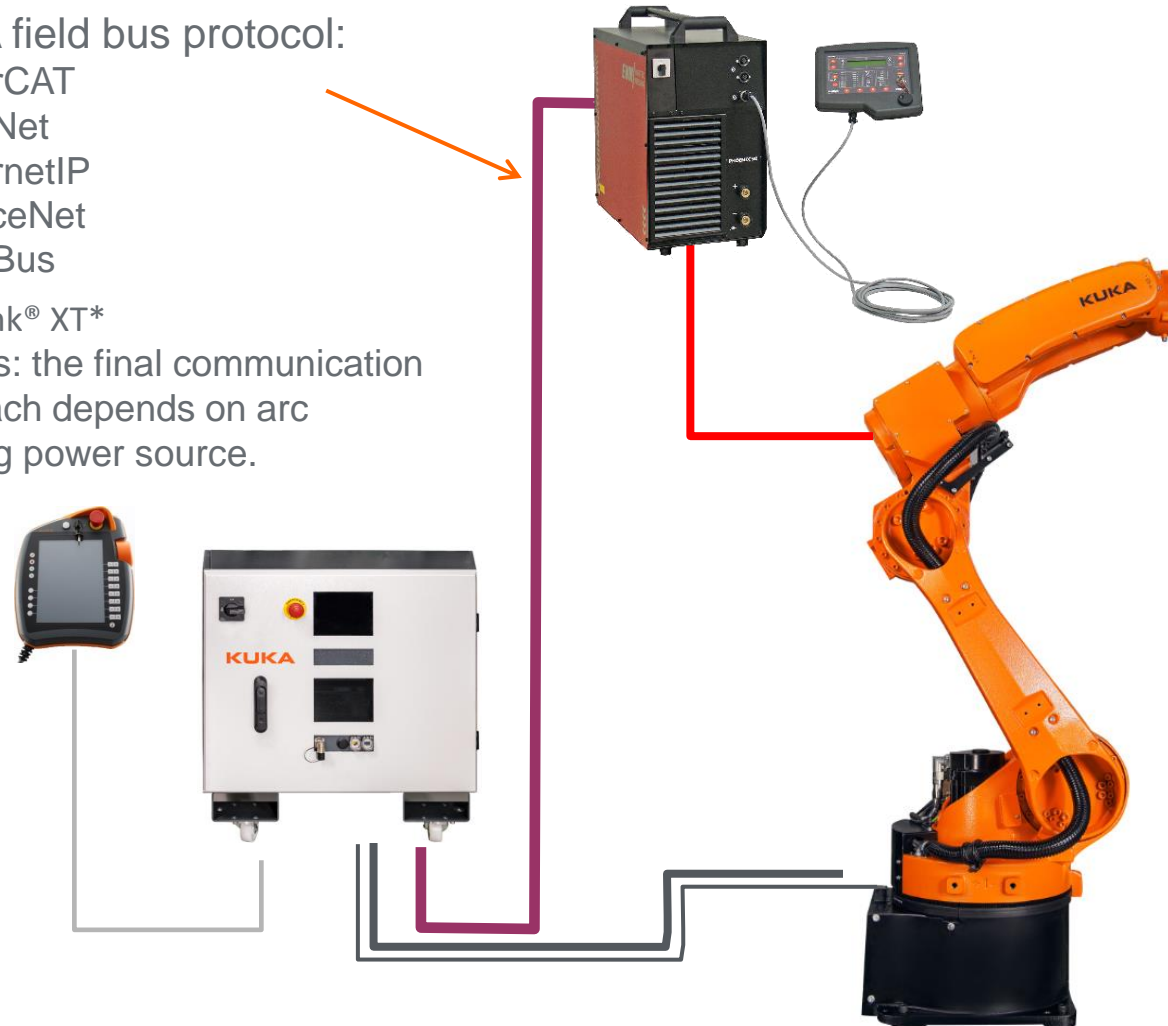 A field bus protocol:
rCAT
Net
rnetIP
ceNet
Bus
nk® XT*
s: the final communication
ach depends on arc
g power source.
PHOENIX
KUKA
KUKA